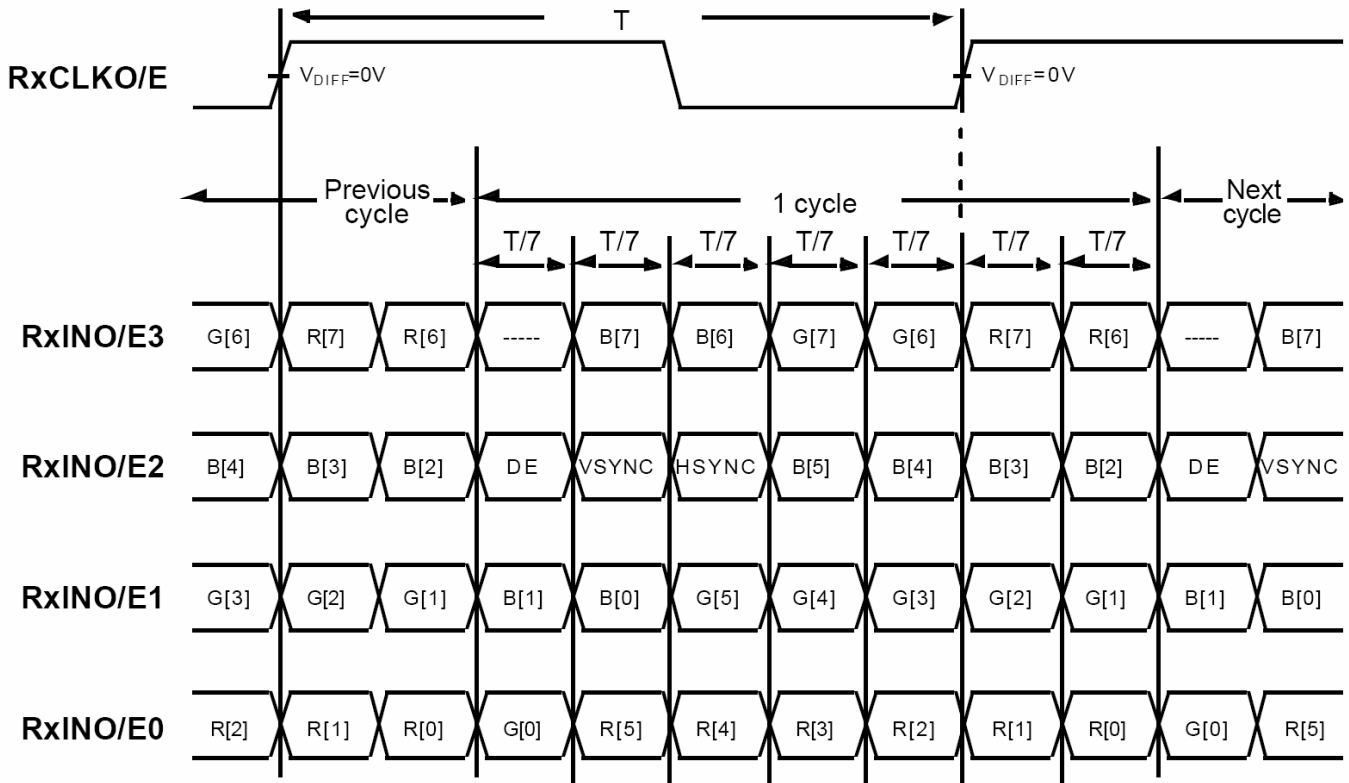 T
RxCLKO/E
VDIFF=0V VDIFF=0V
Previous cycle 1 cycle Next cycle
T/7 T/7 T/7 T/7 T/7 T/7 T/7
RxINO/E3 G[6] R[7] R[6] ----- B[7] B[6] G[7] G[6] R[7] R[6] ----- B[7]
RxINO/E2 B[4] B[3] B[2] DE VSYNC HSYNC B[5] B[4] B[3] B[2] DE VSYNC
RxINO/E1 G[3] G[2] G[1] B[1] B[0] G[5] G[4] G[3] G[2] G[1] B[1] B[0]
RxINO/E0 R[2] R[1] R[0] G[0] R[5] R[4] R[3] R[2] R[1] R[0] G[0] R[5]